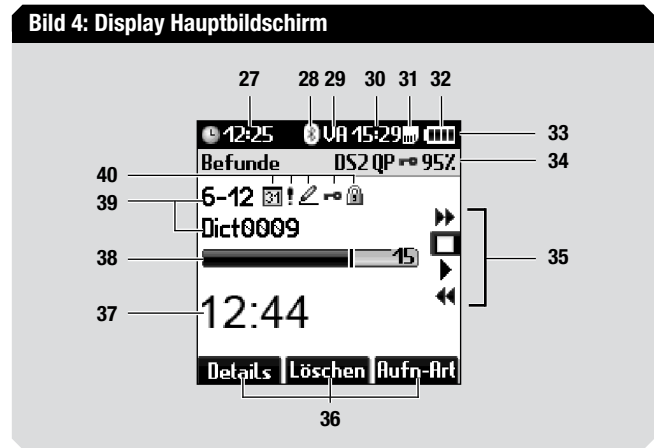 Bild 4: Display Hauptbildschirm
27 28 29 30 31 32
12:25 VA 15:29 33
Befunde DS2 QP 95% 34
40
39 6-12 31 !
Dict0009
38 15 35
37 12:44
Details Löschen Aufn-Art
36